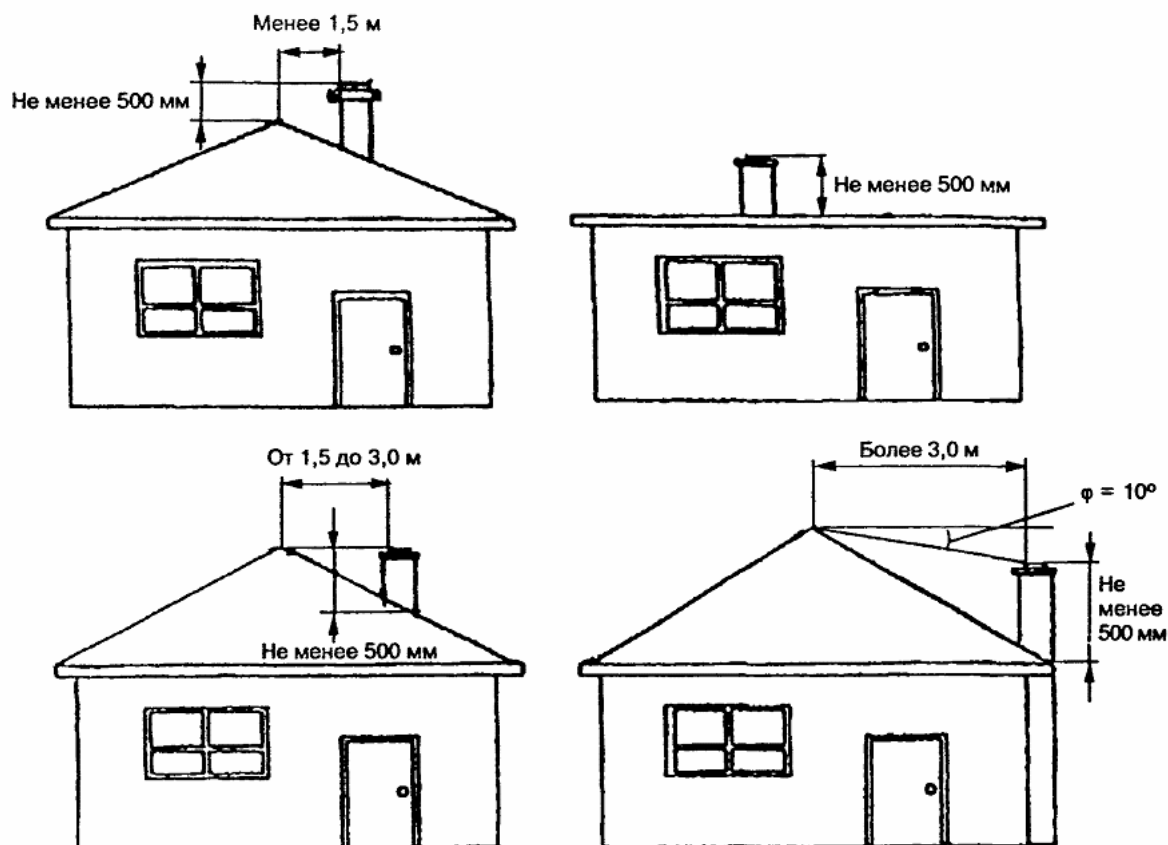 Менее 1,5 м
Не менее 500 мм
Не менее 500 мм
От 1,5 до 3,0 м
Не менее 500 мм
Более 3,0 м
φ = 10º
Не
менее
500 мм